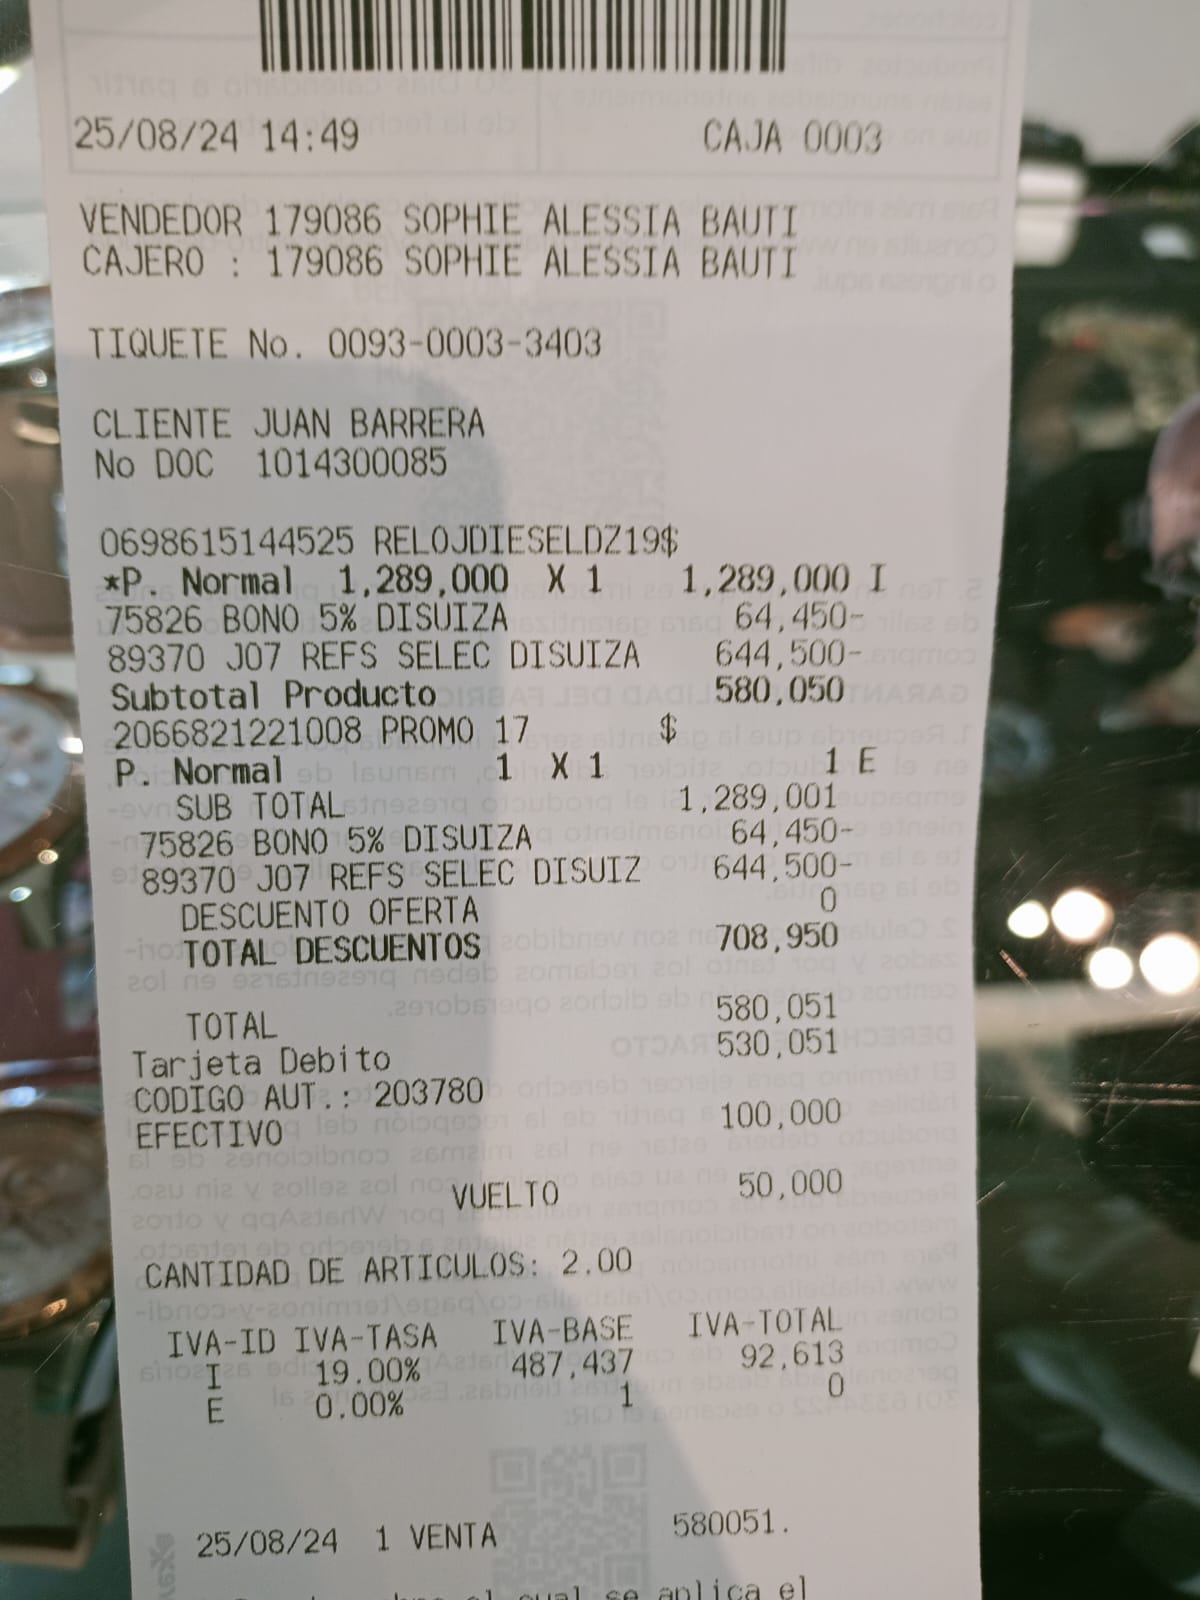 25/08/24 14:49 CAJA 0003
VENDEDOR 179086 SOPHIE ALESSIA BAUTI
CAJERO : 179086 SOPHIE ALESSIA BAUTI
TIQUETE No. 0093-0003-3403
CLIENTE JUAN BARRERA
No DOC 1014300085
0698615144525 RELOJDIESELDZ19$
*P. Normal 1,289,000 X 1 1,289,000 I
75826 BONO 5% DISUIZA 64,450-
89370 J07 REFS SELEC DISUIZA 644,500-
Subtotal Producto 580,050
2066821221008 PROMO 17 $
P. Normal 1 X 1 1 E
SUB TOTAL 1,289,001
75826 BONO 5% DISUIZA 64,450-
89370 J07 REFS SELEC DISUIZ 644,500-
DESCUENTO OFERTA 0
TOTAL DESCUENTOS 708,950
TOTAL 580,051
Tarjeta Debito 530,051
CODIGO AUT.: 203780
EFECTIVO 100,000
VUELTO 50,000
CANTIDAD DE ARTICULOS: 2.00
IVA-ID IVA-TASA IVA-BASE IVA-TOTAL
I 19.00% 487,437 92,613
E 0.00% 1 0
25/08/24 1 VENTA 580051.
el cual se aplica el